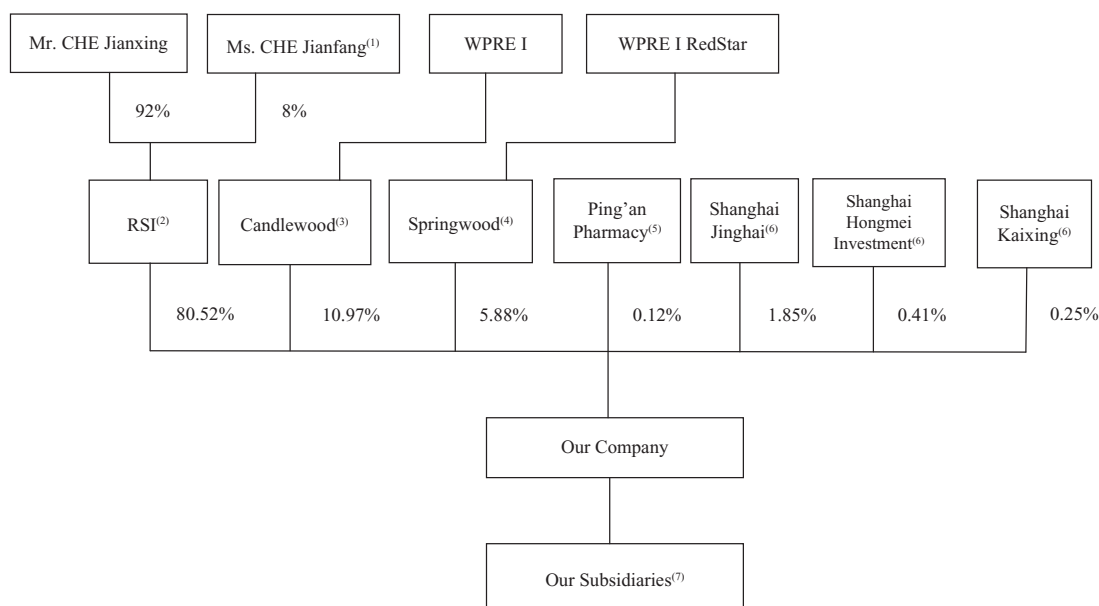 Mr. CHE Jianxing
Ms. CHE Jianfang(1)
WPRE I
WPRE I RedStar
92%
8%
RSI(2)
Candlewood(3)
Springwood(4)
Ping’an
Pharmacy(5)
Shanghai
Jinghai(6)
Shanghai
Hongmei
Investment(6)
Shanghai
Kaixing(6)
80.52%
10.97%
5.88%
0.12%
1.85%
0.41%
0.25%
Our Company
Our Subsidiaries(7)